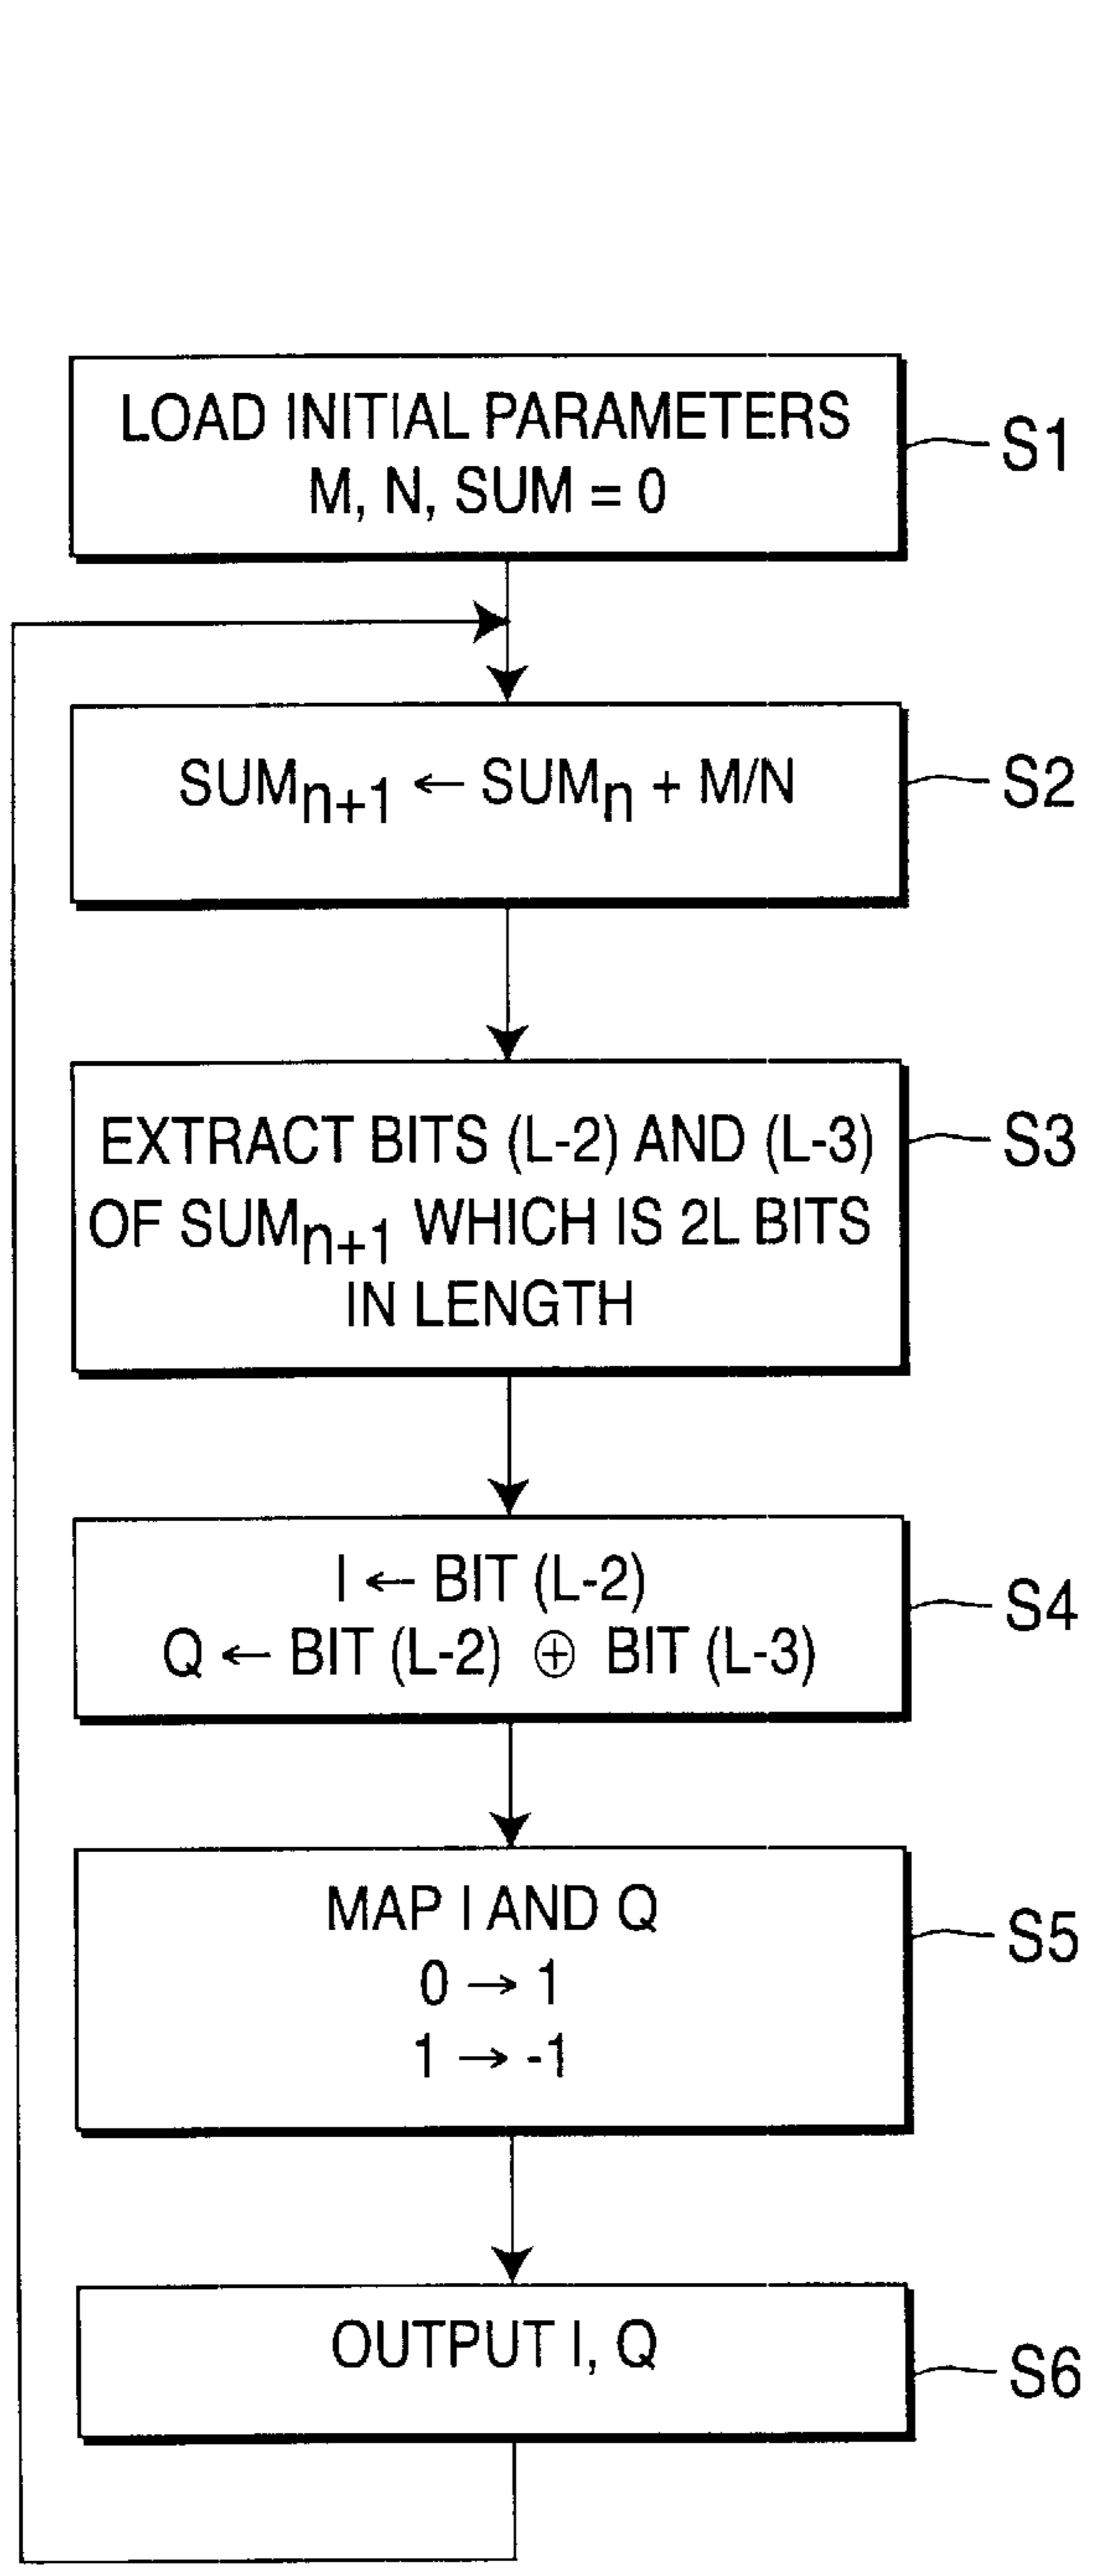 LOAD INITIAL PARAMETERS
M, N, SUM = 0
S1
SUMn+1 ← SUMn + M/N
S2
EXTRACT BITS (L-2) AND (L-3)
OF SUMn+1 WHICH IS 2L BITS
IN LENGTH
S3
I ← BIT (L-2)
Q ← BIT (L-2) ⊕ BIT (L-3)
S4
MAP I AND Q
0 → 1
1 → -1
S5
OUTPUT I, Q
S6